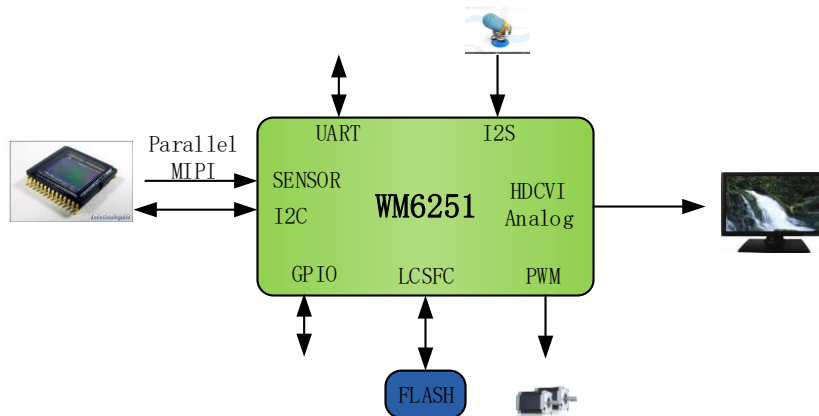 UART
I2S
Parallel
MIPI
SENSOR
I2C
WM6251
HDCVI
Analog
GPIO
LCSFC
PWM
FLASH